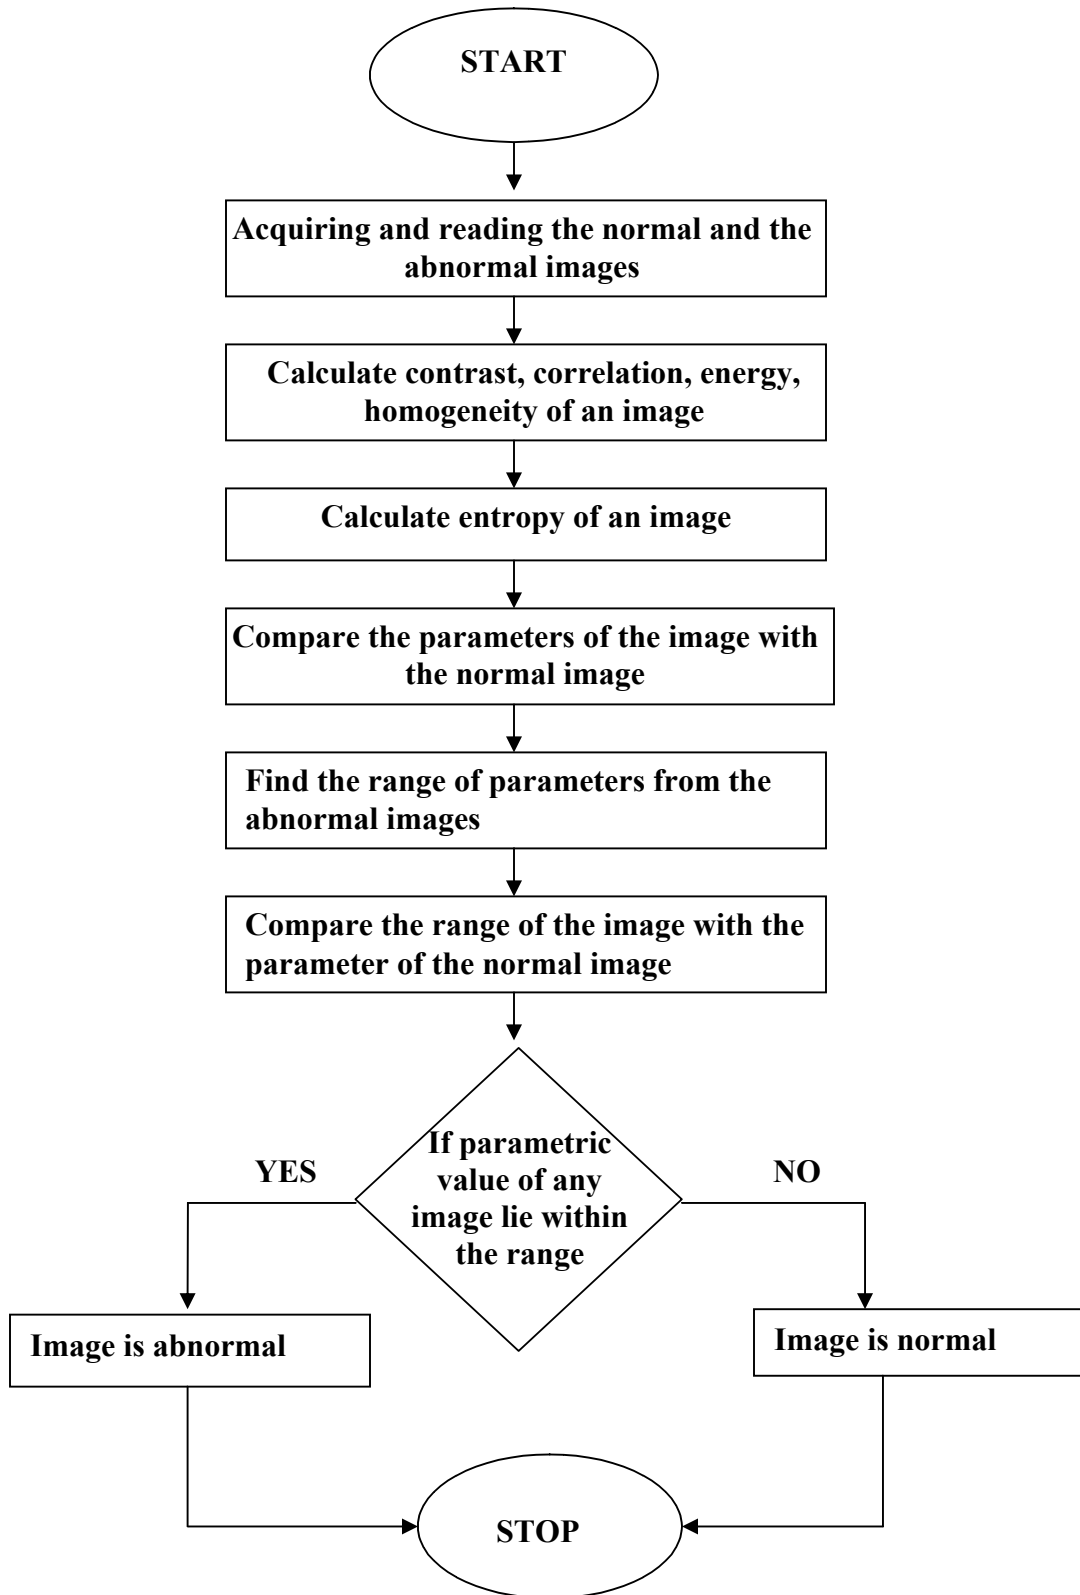 START
Acquiring and reading the normal and the
abnormal images
Calculate contrast, correlation, energy,
homogeneity of an image
Calculate entropy of an image
Compare the parameters of the image with
the normal image
Find the range of parameters from the
abnormal images
Compare the range of the image with the
parameter of the normal image
If parametric
value of any
image lie within
the range
YES
NO
Image is abnormal
Image is normal
STOP